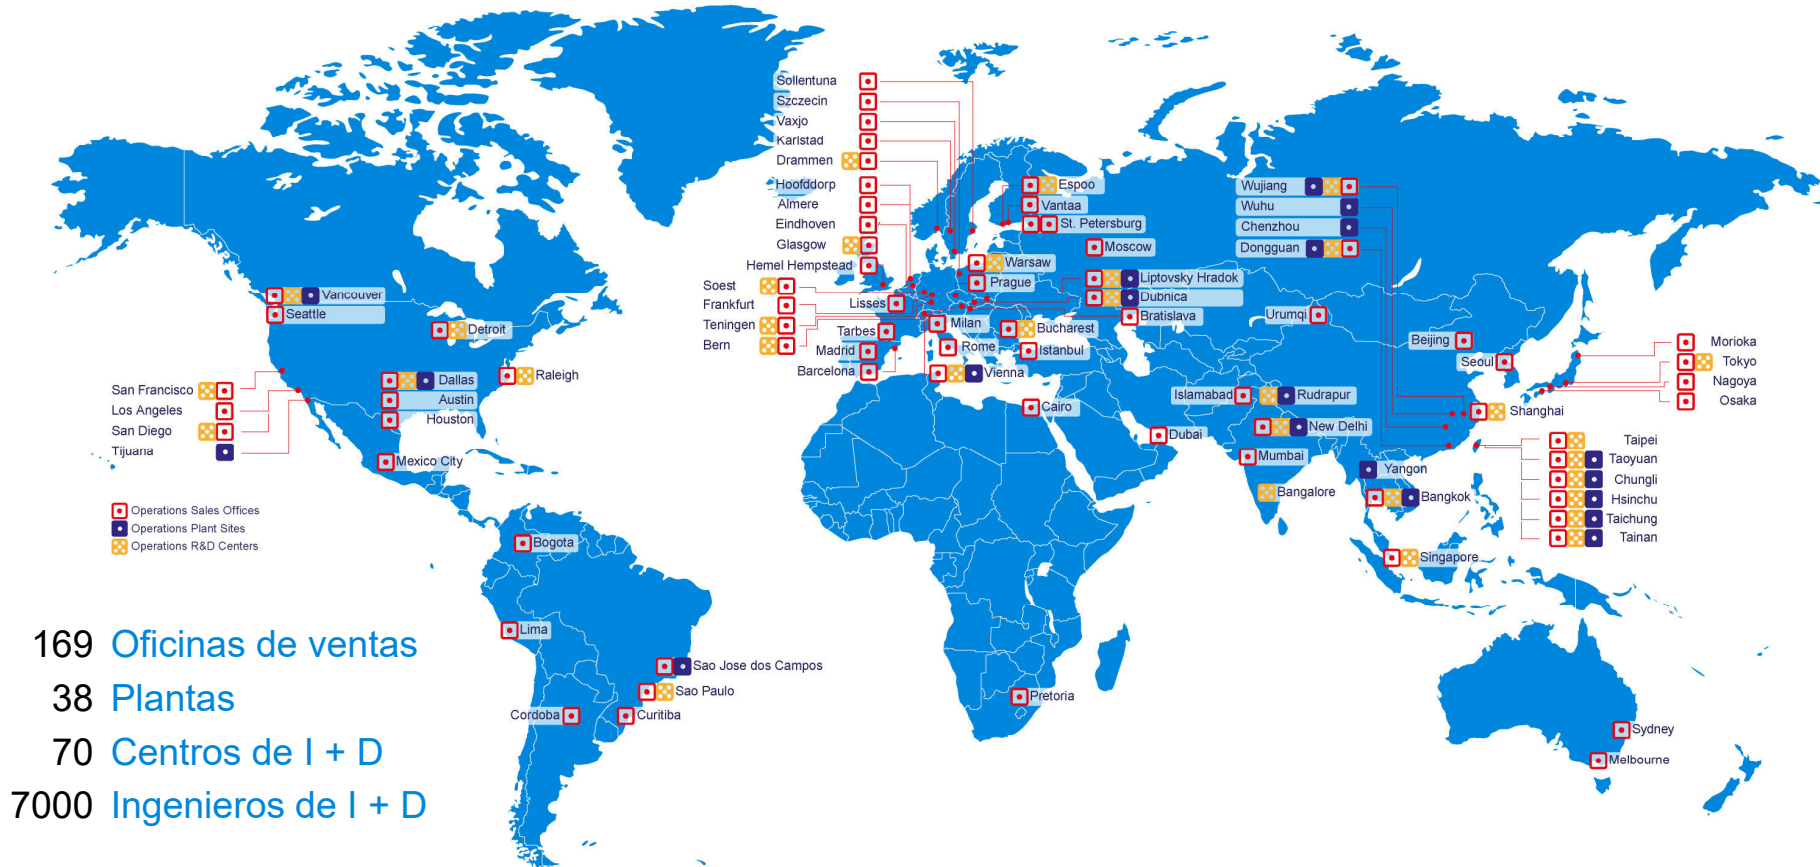 Sollentuna
Szczecin
Vaxjo
Karlstad
Drammen
Hoofddorp
Almere
Eindhoven
Glasgow
Hemel Hempstead
Soest
Frankfurt
Teningen
Bern
Lisses
Tarbes
Madrid
Barcelona
Espoo
Vantaa
St. Petersburg
Moscow
Warsaw
Prague
Liptovsky Hradok
Dubnica
Bratislava
Milan
Rome
Bucharest
Istanbul
Vienna
Cairo
Dubai
Wujiang
Wuhu
Chenzhou
Dongguan
Urumqi
Beijing
Seoul
Morioka
Tokyo
Nagoya
Osaka
Islamabad
Rudrapur
New Delhi
Mumbai
Bangalore
Yangon
Bangkok
Singapore
Shanghai
Taipei
Taoyuan
Chungli
Hsinchu
Taichung
Tainan
Vancouver
Seattle
Detroit
Raleigh
Dallas
Austin
Houston
San Francisco
Los Angeles
San Diego
Tijuana
Mexico City
Operations Sales Offices
Operations Plant Sites
Operations R&D Centers
Bogota
Lima
Sao Jose dos Campos
Sao Paulo
Cordoba
Curitiba
Pretoria
Sydney
Melbourne
169 Oficinas de ventas
38 Plantas
70 Centros de I + D
7000 Ingenieros de I + D